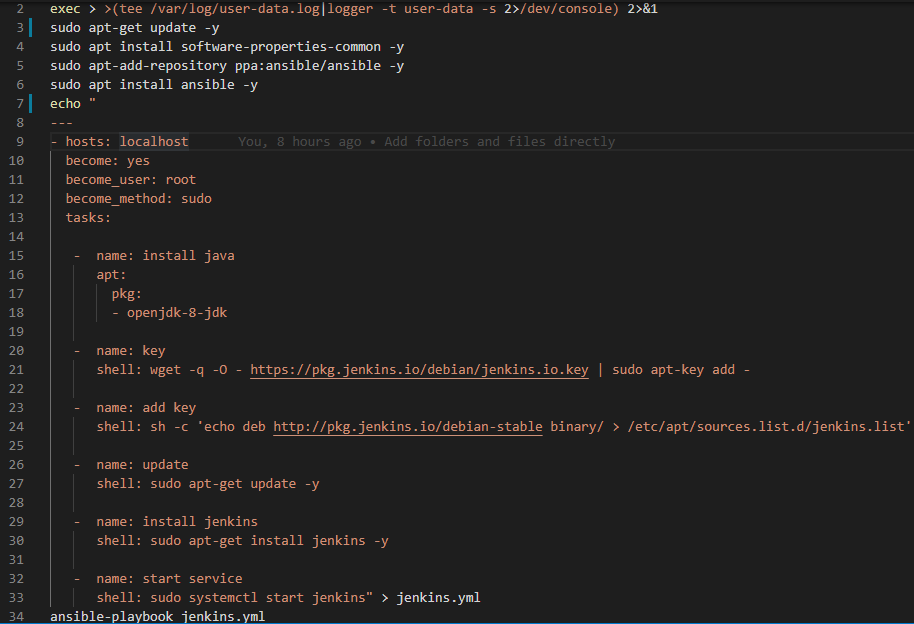 2 exec > >(tee /var/log/user-data.log|logger -t user-data -s 2>/dev/console) 2>&1
3 sudo apt-get update -y
4 sudo apt install software-properties-common -y
5 sudo apt-add-repository ppa:ansible/ansible -y
6 sudo apt install ansible -y
7 echo "
8 ---
9 - hosts: localhost You, 8 hours ago • Add folders and files directly
10 become: yes
11 become_user: root
12 become_method: sudo
13 tasks:
14
15 - name: install java
16 apt:
17 pkg:
18 - openjdk-8-jdk
19
20 - name: key
21 shell: wget -q -O - https://pkg.jenkins.io/debian/jenkins.io.key | sudo apt-key add -
22
23 - name: add key
24 shell: sh -c 'echo deb http://pkg.jenkins.io/debian-stable binary/ > /etc/apt/sources.list.d/jenkins.list'
25
26 - name: update
27 shell: sudo apt-get update -y
28
29 - name: install jenkins
30 shell: sudo apt-get install jenkins -y
31
32 - name: start service
33 shell: sudo systemctl start jenkins" > jenkins.yml
34 ansible-playbook jenkins.yml